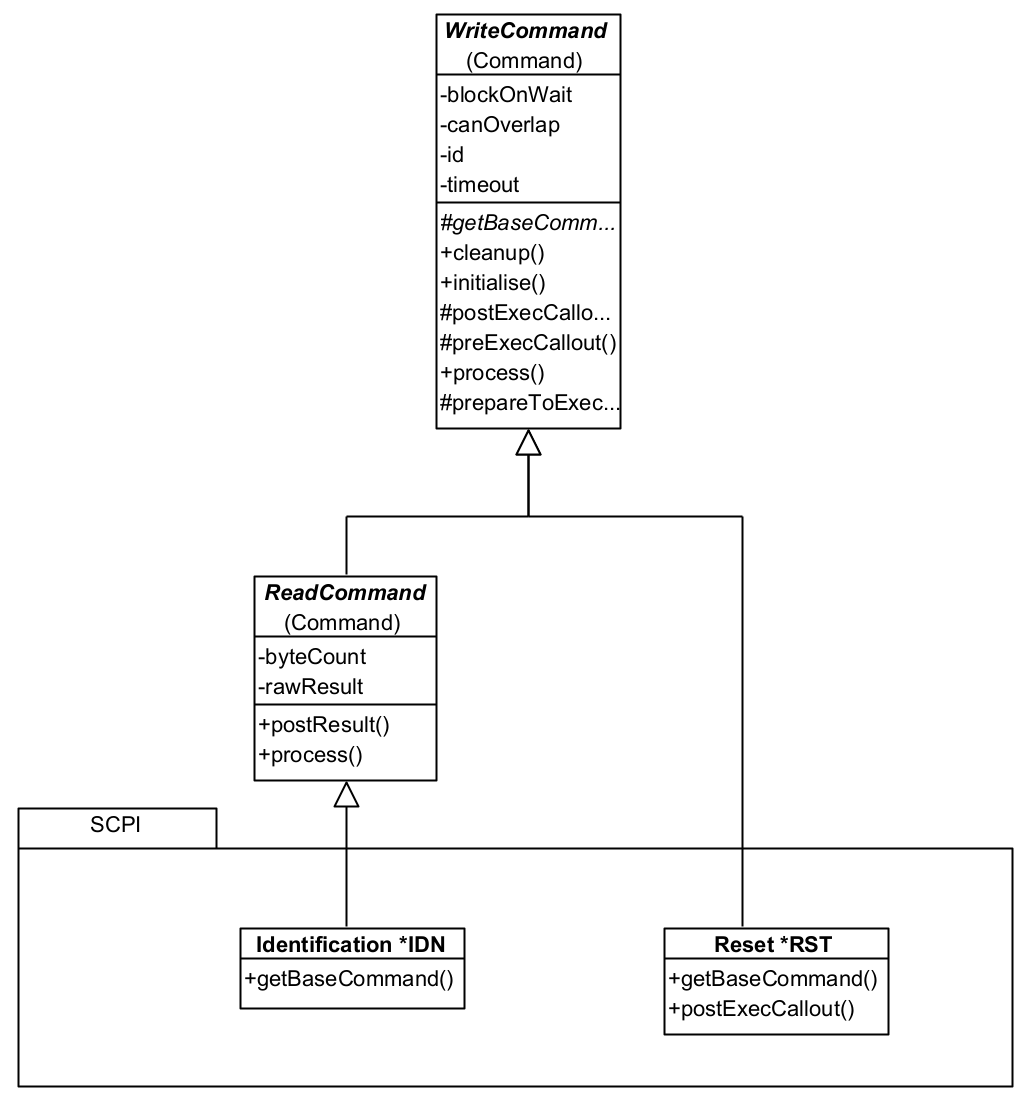 WriteCommand
(Command)
-blockOnWait
-canOverlap
-id
-timeout
#getBaseComm...
+cleanup()
+initialise()
#postExecCallo...
#preExecCallout()
+process()
#prepareToExec...
ReadCommand
(Command)
-byteCount
-rawResult
+postResult()
+process()
SCPI
Identification *IDN
+getBaseCommand()
Reset *RST
+getBaseCommand()
+postExecCallout()